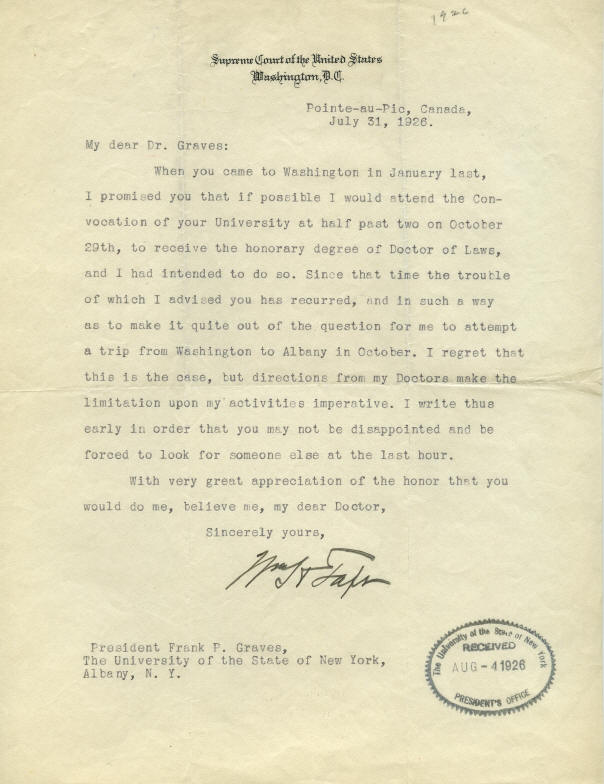 1926
Supreme Court of the United States
Washington, D.C.
Pointe-au-Pic, Canada,
July 31, 1926.
My dear Dr. Graves:
When you came to Washington in January last,
I promised you that if possible I would attend the Con-
vocation of your University at half past two on October
29th, to receive the honorary degree of Doctor of Laws,
and I had intended to do so. Since that time the trouble
of which I advised you has recurred, and in such a way
as to make it quite out of the question for me to attempt
a trip from Washington to Albany in October. I regret that
this is the case, but directions from my Doctors make the
limitation upon my activities imperative. I write thus
early in order that you may not be disappointed and be
forced to look for someone else at the last hour.
With very great appreciation of the honor that you
would do me, believe me, my dear Doctor,
Sincerely yours,
Wm H Taft
President Frank P. Graves,
The University of the State of New York,
Albany, N. Y.
The University of the State of New York
RECEIVED
AUG -4 1926
PRESIDENT'S OFFICE